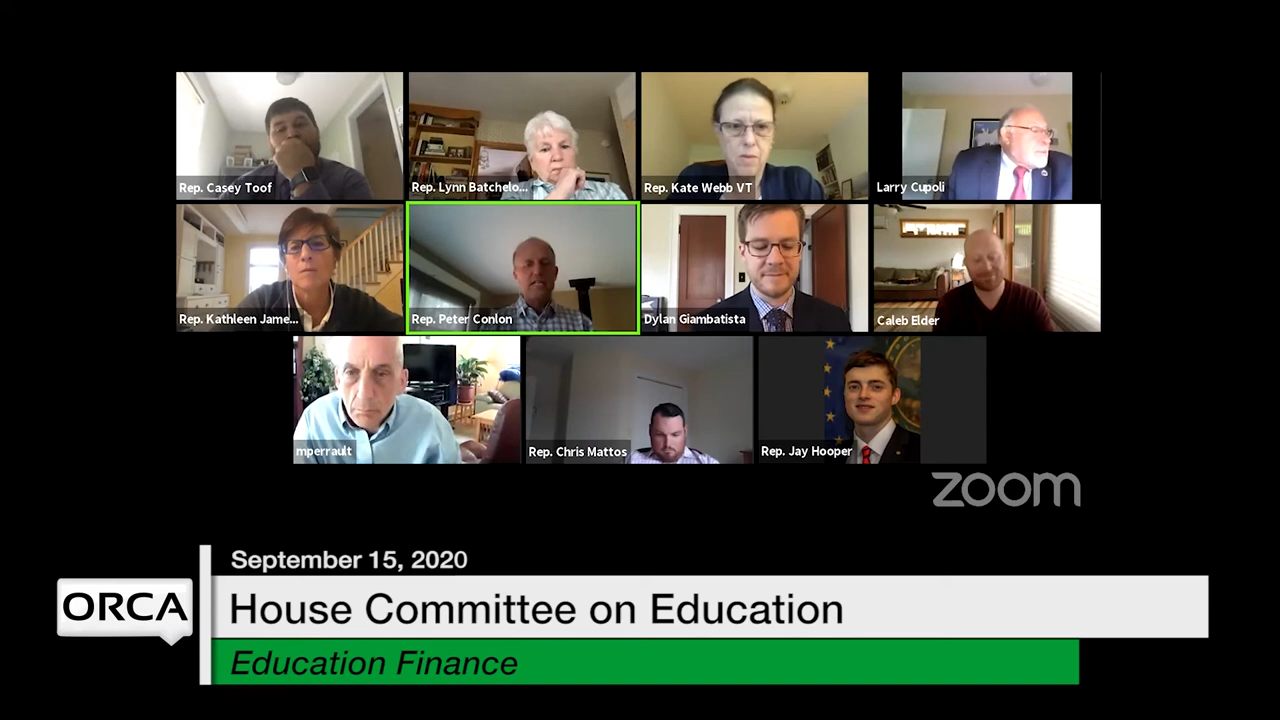 Rep. Casey Toof
Rep. Lynn Batchelo...
Rep. Kate Webb VT
Larry Cupoli
Rep. Kathleen Jame...
Rep. Peter Conlon
Dylan Giambatista
Caleb Elder
mperrault
Rep. Chris Mattos
Rep. Jay Hooper
zoom
September 15, 2020
ORCA
House Committee on Education
Education Finance